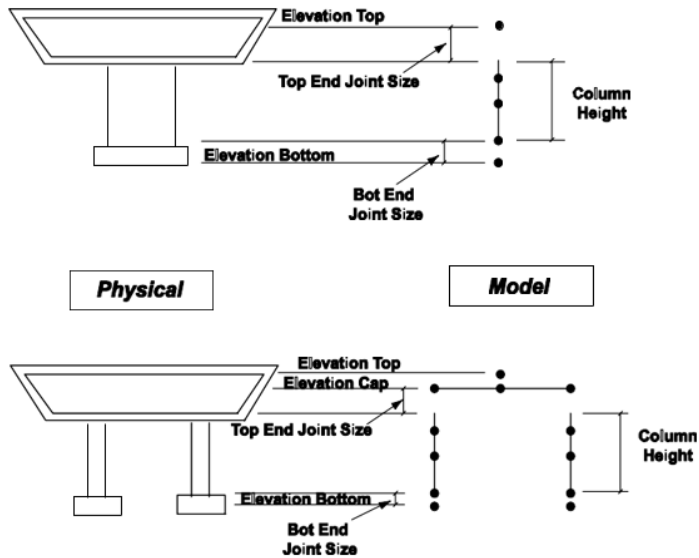 Elevation Top
Top End Joint Size
Column
Height
Elevation Bottom
Bot End
Joint Size
Physical
Model
Elevation Top
Elevation Cap
Top End Joint Size
Column
Height
Elevation Bottom
Bot End
Joint Size